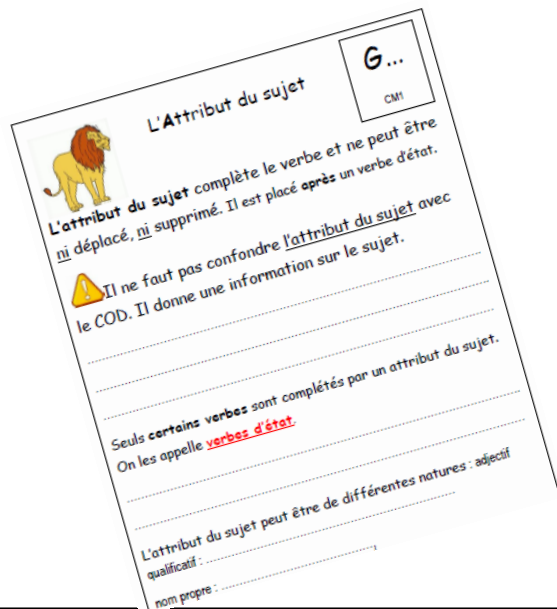 G...
CM1
L'Attribut du sujet
L'attribut du sujet complète le verbe et ne peut être
ni déplacé, ni supprimé. Il est placé après un verbe d'état.
Il ne faut pas confondre l'attribut du sujet avec
le COD. Il donne une information sur le sujet.
Seuls certains verbes sont complétés par un attribut du sujet.
On les appelle verbes d'état.
L'attribut du sujet peut être de différentes natures : adjectif
qualificatif :
nom propre :